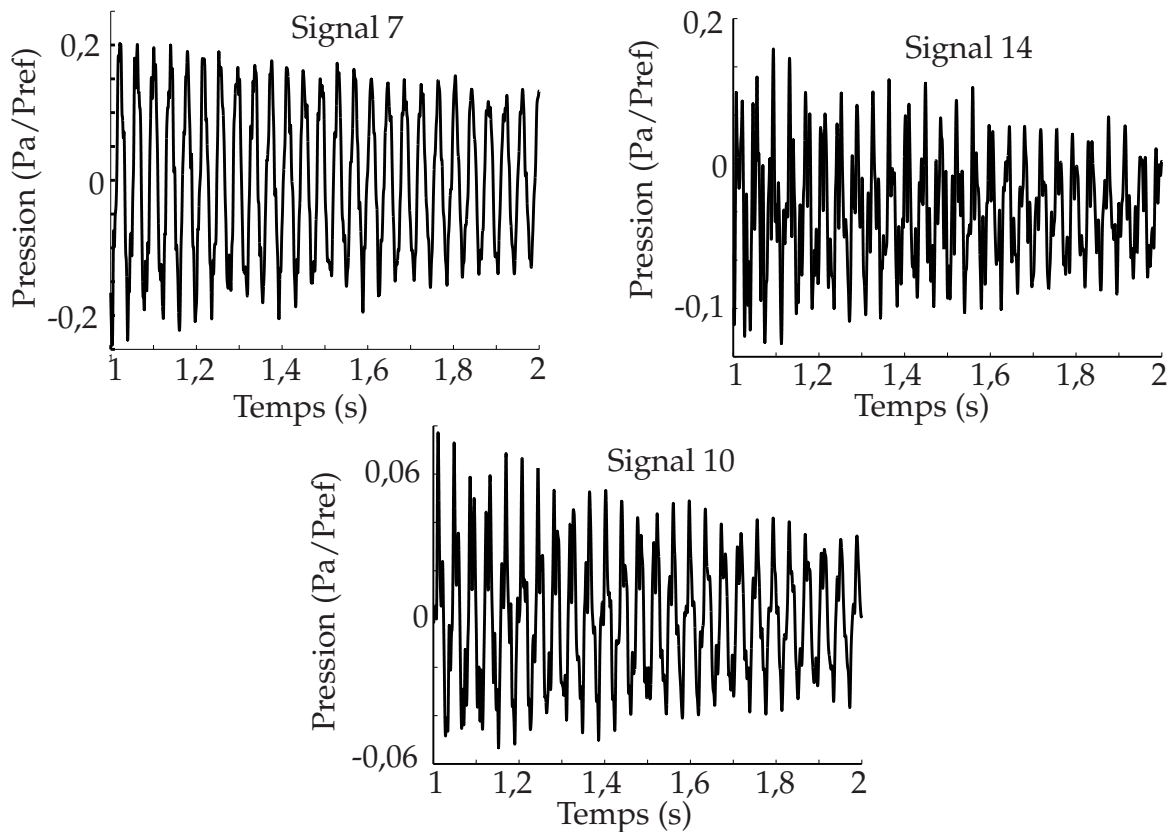 Signal 7
Pression (Pa/Pref)
0,2
0
-0,2
1 1,2 1,4 1,6 1,8 2
Temps (s)
Signal 14
Pression (Pa/Pref)
0,2
0
-0,1
1 1,2 1,4 1,6 1,8 2
Temps (s)
Signal 10
Pression (Pa/Pref)
0,06
0
-0,06
1 1,2 1,4 1,6 1,8 2
Temps (s)